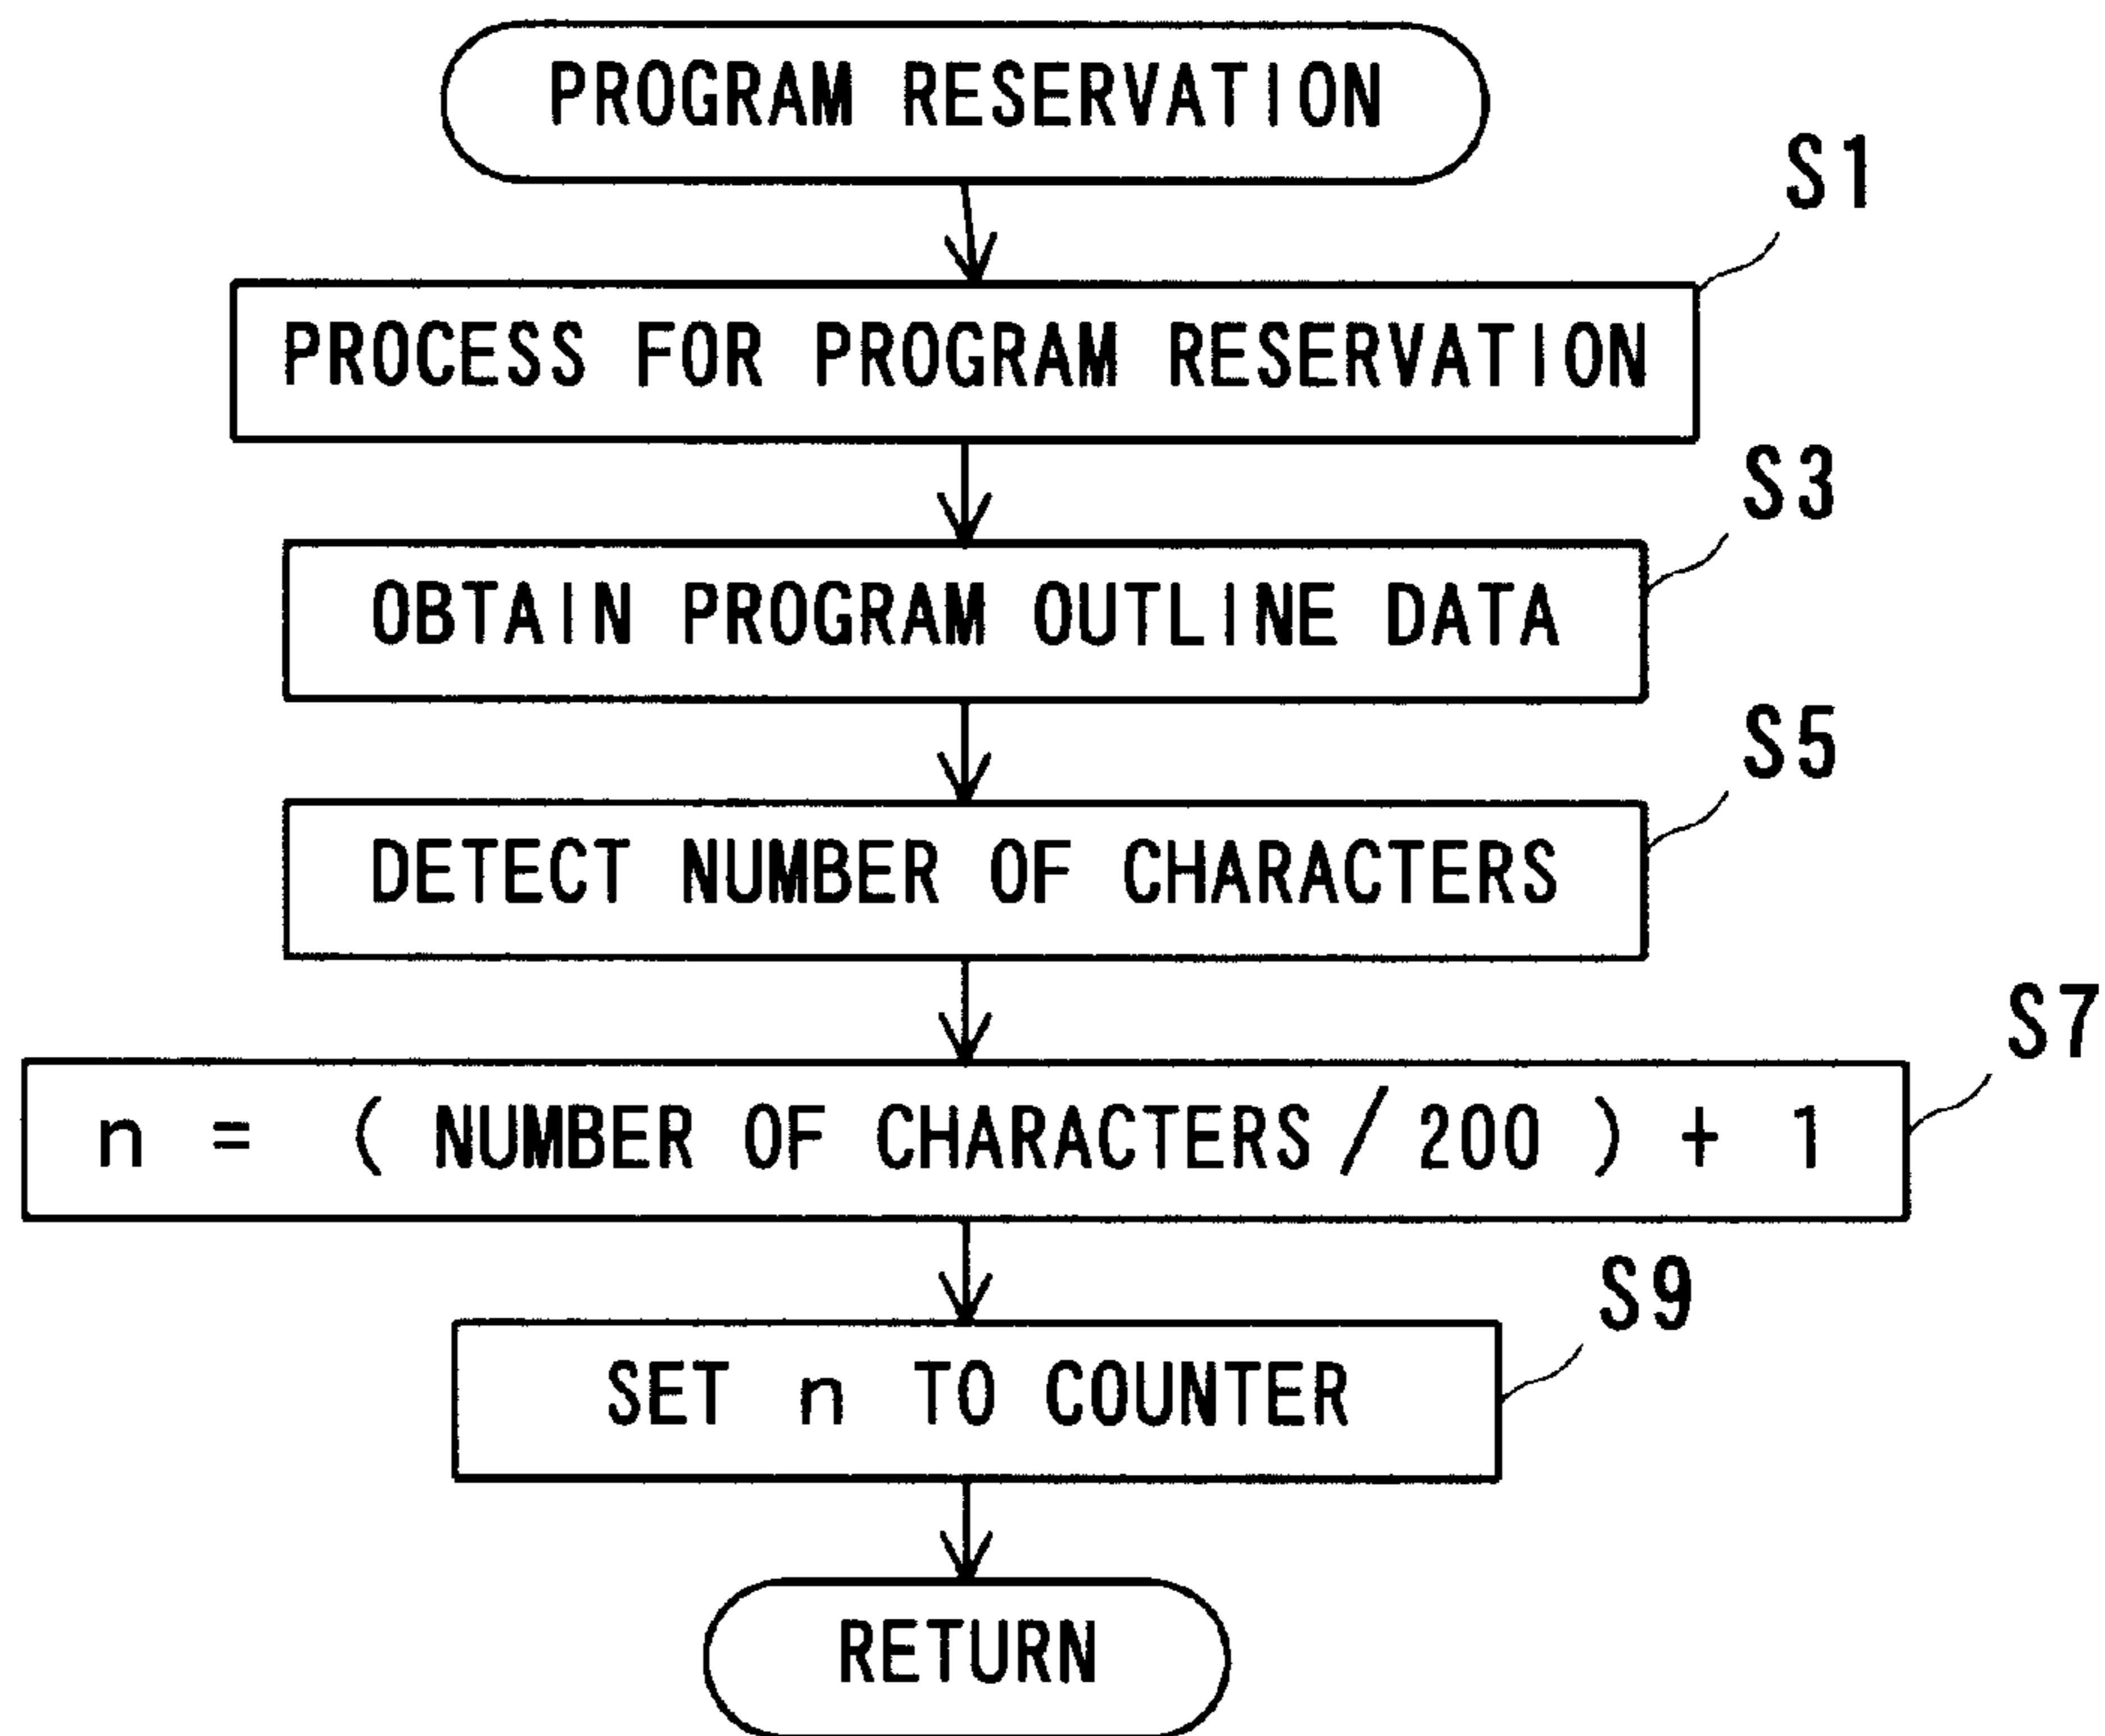 PROGRAM RESERVATION
S1
PROCESS FOR PROGRAM RESERVATION
S3
OBTAIN PROGRAM OUTLINE DATA
S5
DETECT NUMBER OF CHARACTERS
S7
n = ( NUMBER OF CHARACTERS / 200 ) + 1
S9
SET n TO COUNTER
RETURN